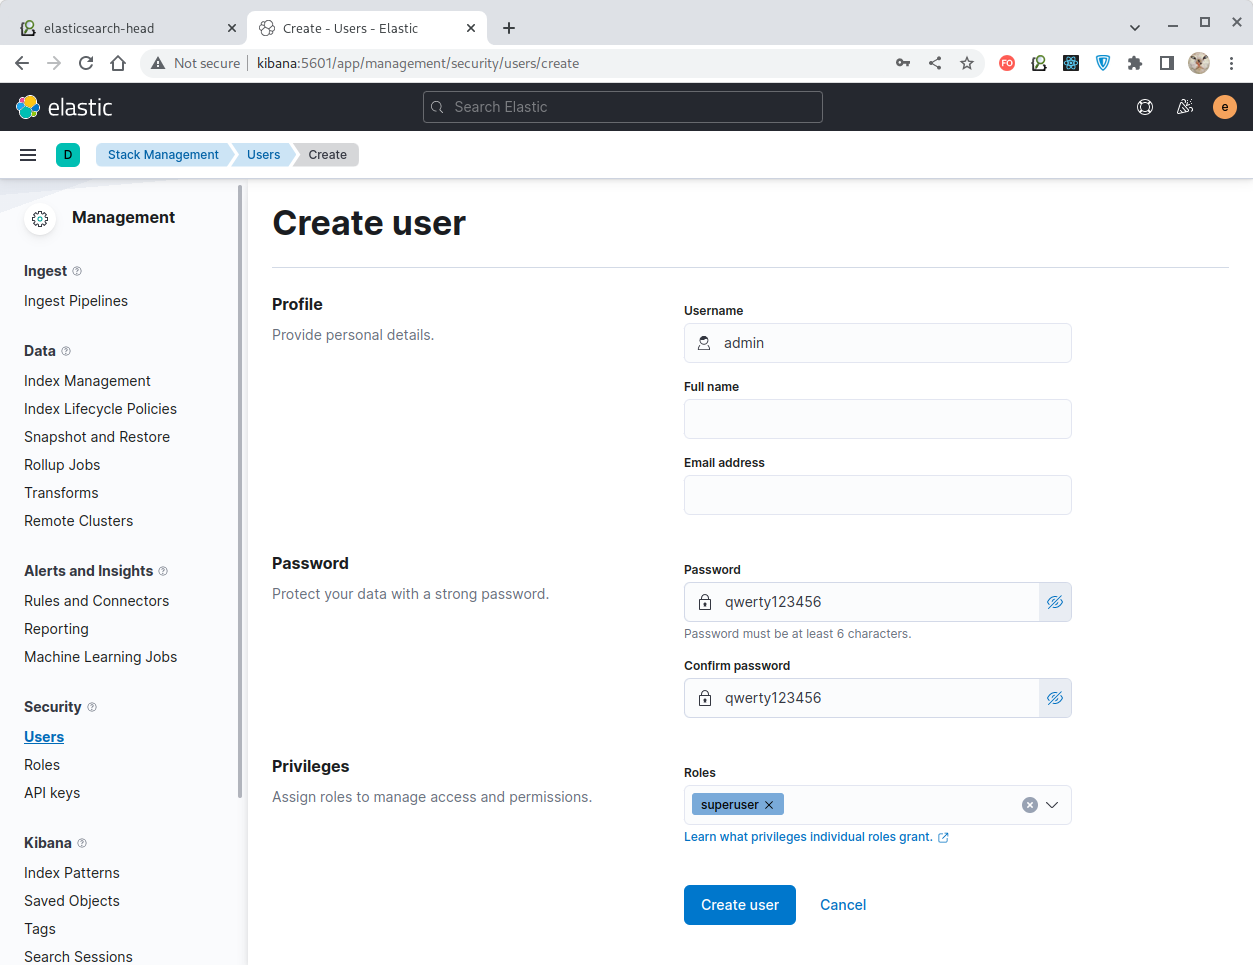 elasticsearch-head
Create - Users - Elastic
Not secure
kibana:5601/app/management/security/users/create
FO
elastic
Search Elastic
e
D
Stack Management
Users
Create
Management
Ingest
Ingest Pipelines
Data
Index Management
Index Lifecycle Policies
Snapshot and Restore
Rollup Jobs
Transforms
Remote Clusters
Alerts and Insights
Rules and Connectors
Reporting
Machine Learning Jobs
Security
Users
Roles
API keys
Kibana
Index Patterns
Saved Objects
Tags
Search Sessions
Create user
Profile
Provide personal details.
Username
admin
Full name
Email address
Password
Protect your data with a strong password.
Password
qwerty123456
Password must be at least 6 characters.
Confirm password
qwerty123456
Privileges
Assign roles to manage access and permissions.
Roles
superuser
Learn what privileges individual roles grant.
Create user
Cancel